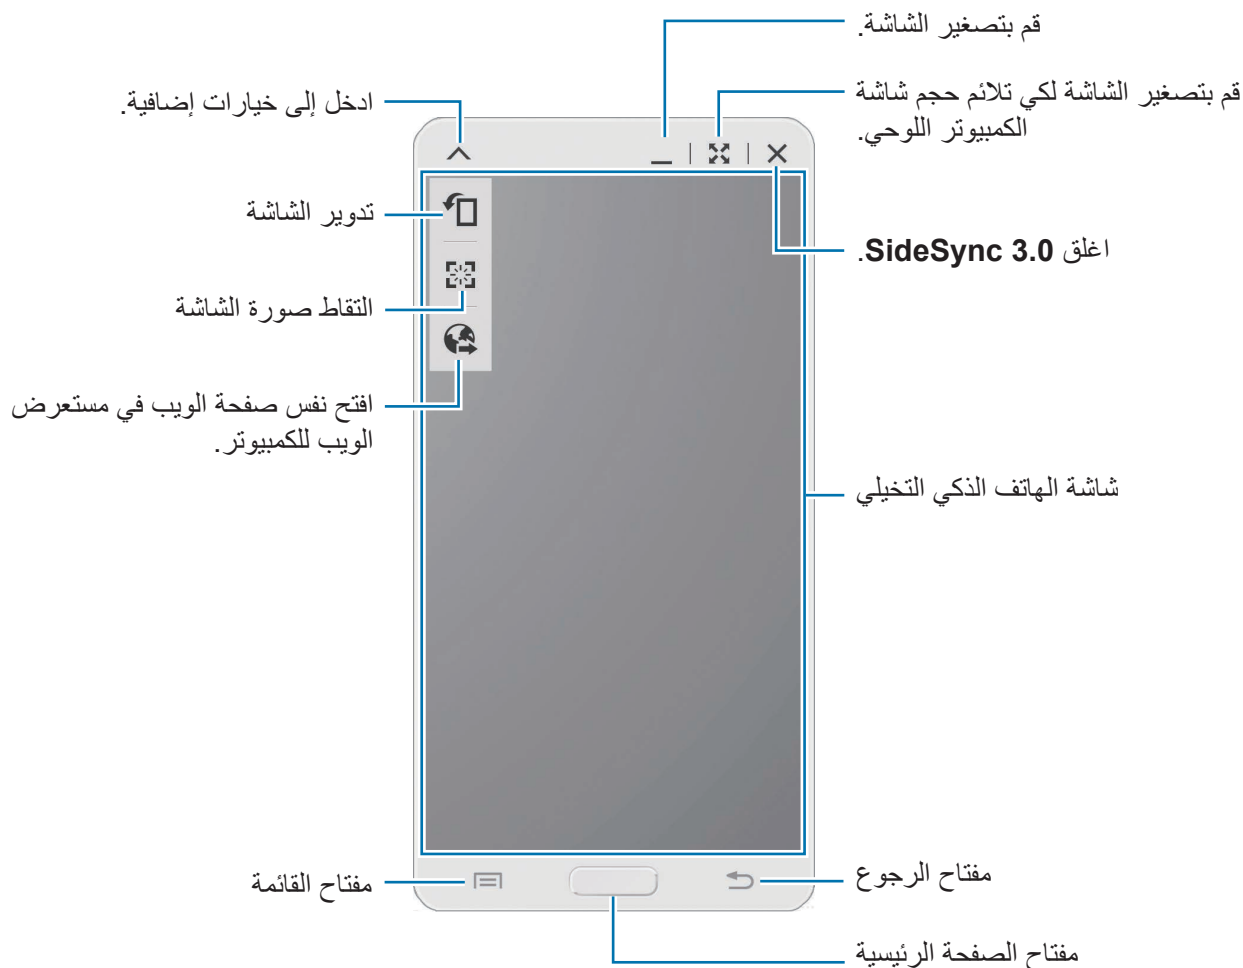 قم بتصغير الشاشة.
قم بتصغير الشاشة لكي تلائم حجم شاشة
الكمبيوتر اللوحي.
ادخل إلى خيارات إضافية.
تدوير الشاشة
اغلق SideSync 3.0.
التقاط صورة الشاشة
افتح نفس صفحة الويب في مستعرض
الويب للكمبيوتر.
شاشة الهاتف الذكي التخيلي
مفتاح الرجوع
مفتاح القائمة
مفتاح الصفحة الرئيسية